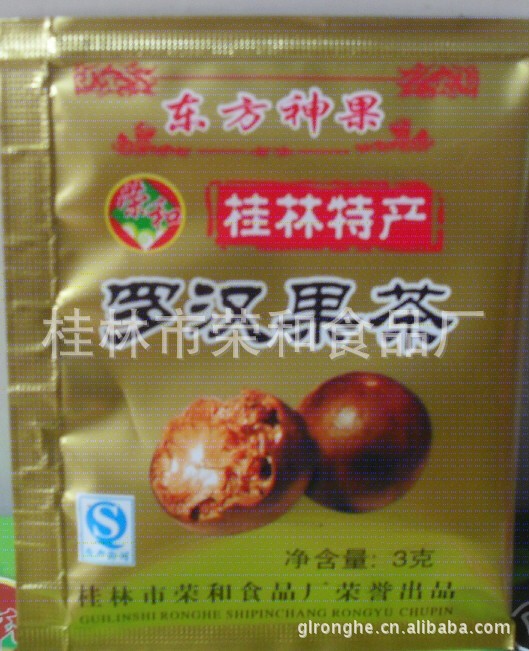 东方神果
荣和
桂林特产
罗汉果茶
桂林市荣和食品厂
净含量: 3克
桂林市荣和食品厂荣誉出品
GUILINSHI RONGHE SHIPINCHANG RONGYU CHUPIN
glronghe.cn.alibaba.com